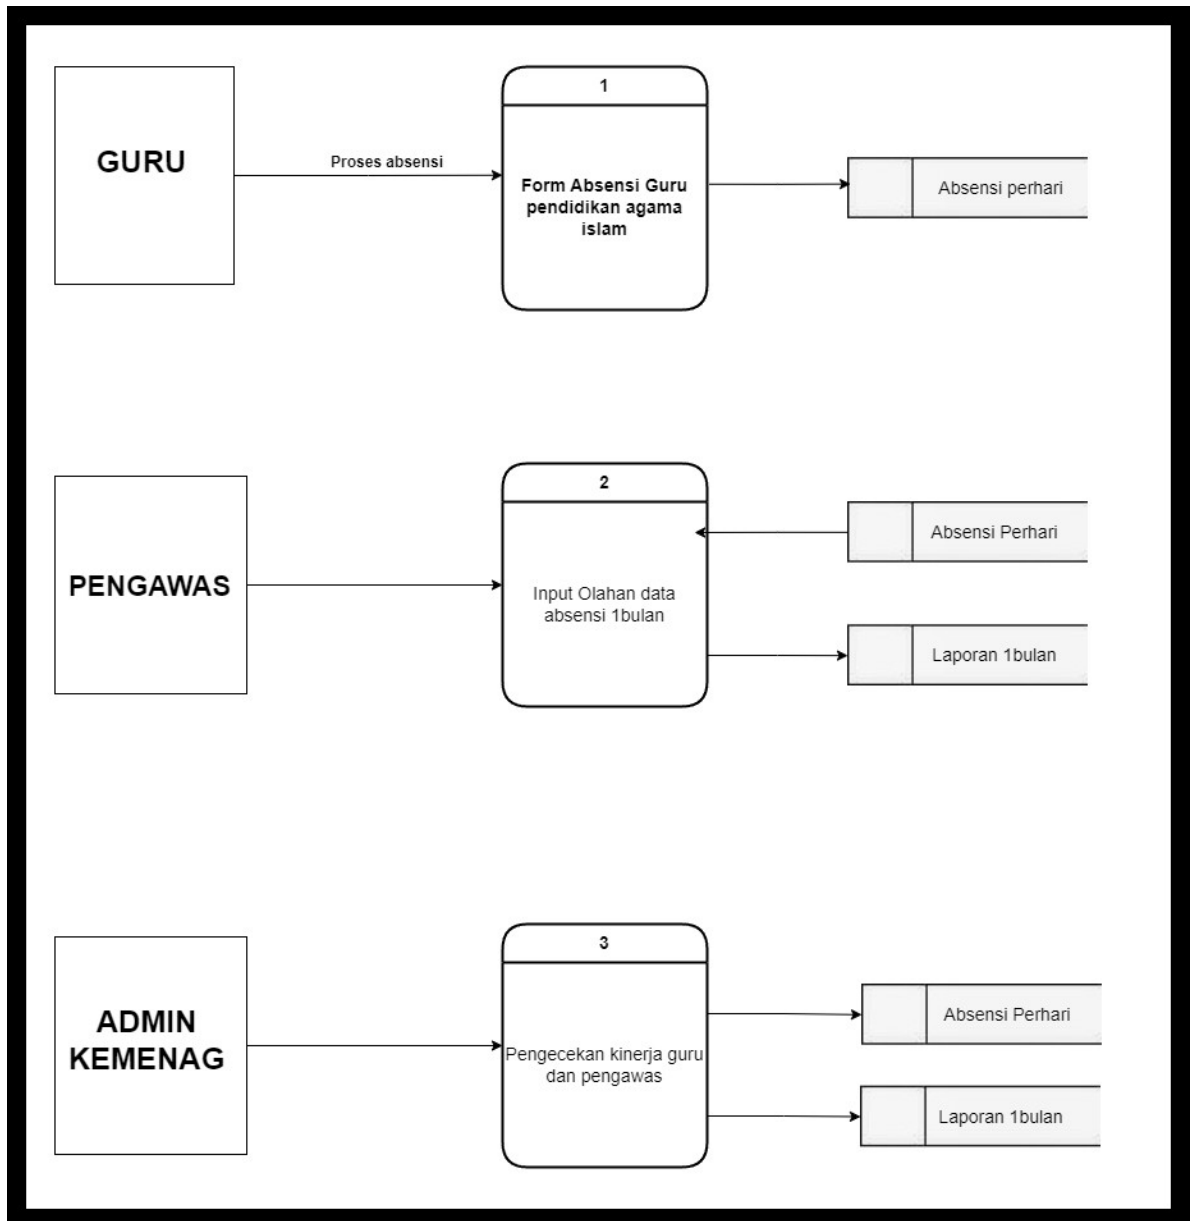 1
GURU
Proses absensi
Form Absensi Guru
pendidikan agama
islam
Absensi perhari
2
PENGAWAS
Input Olahan data
absensi 1bulan
Absensi Perhari
Laporan 1bulan
3
ADMIN
KEMENAG
Pengecekan kinerja guru
dan pengawas
Absensi Perhari
Laporan 1bulan